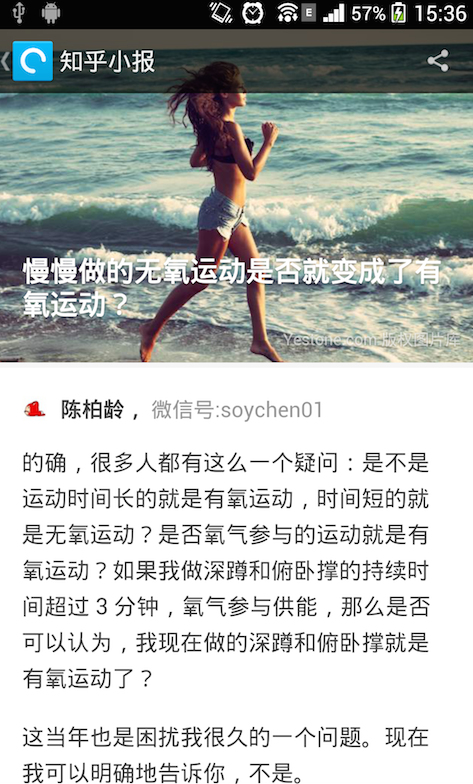 E 57% 15:36
知乎小报
慢慢做的无氧运动是否就变成了有
氧运动？
Yestone.com 版权图片库
陈柏龄，微信号:soychen01
的确，很多人都有这么一个疑问：是不是
运动时间长的就是有氧运动，时间短的就
是无氧运动？是否氧气参与的运动就是有
氧运动？如果我做深蹲和俯卧撑的持续时
间超过 3 分钟，氧气参与供能，那么是否
可以认为，我现在做的深蹲和俯卧撑就是
有氧运动了？
这当年也是困扰我很久的一个问题。现在
我可以明确地告诉你，不是。